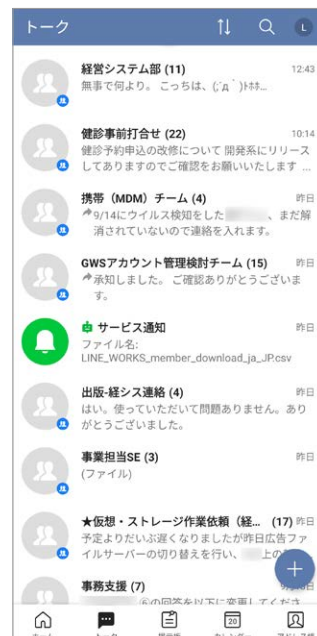 トーク
L
経営システム部 (11) 12:43
無事で何より。こっちは、(;´д｀)ﾄﾎﾎ...
健診事前打合せ (22) 10:14
健診予約申込の改修について 開発系にリリース
してありますのでご確認をお願いいたします ...
携帯（MDM）チーム (4) 昨日
9/14にウイルス検知をした 、まだ解
消されていないので連絡を入れます。
GWSアカウント管理検討チーム (15) 昨日
承知しました。ご確認ありがとうございま
す。
サービス通知 昨日
ファイル名:
LINE_WORKS_member_download_ja_JP.csv
出版-経シス連絡 (4) 昨日
はい。使っていただいて問題ありません。あり
がとうございました。
事業担当SE (3) 昨日
(ファイル)
★仮想・ストレージ作業依頼（経... (17) 昨日
予定よりだいぶ遅くなりましたが昨日広告ファ
イルサーバーの切り替えを行い、 上の
事務支援 (7)
の回答を以下に変更してくださ
20